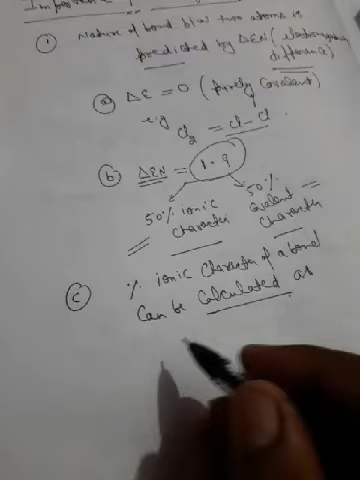 ① Nature of bond b/w two atoms is
predicted by ΔEN (electronegativity
difference)
ⓐ ΔE = 0 (purely covalent)
e.g
Cl₂ = Cl-Cl
ⓑ ΔEN = 1.9
50% ionic character
50% covalent character
ⓒ % ionic character of a bond
can be calculated as